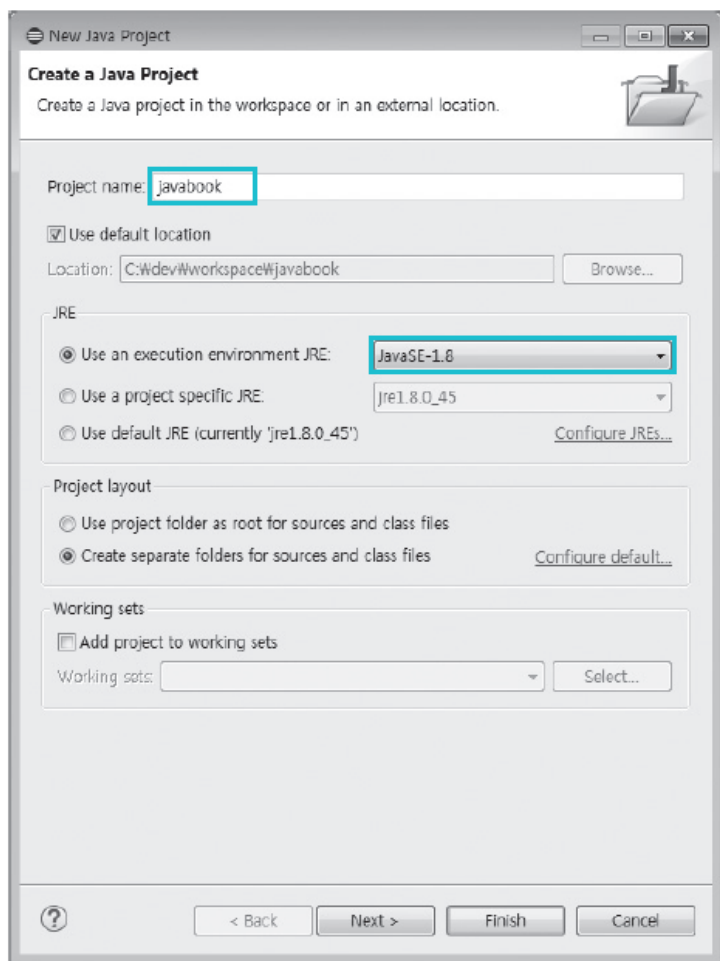 New Java Project
Create a Java Project
Create a Java project in the workspace or in an external location.
Project name: javabook
Use default location
Location: C:₩dev₩workspace₩javabook Browse...
JRE
Use an execution environment JRE: JavaSE-1.8
Use a project specific JRE: jre1.8.0_45
Use default JRE (currently 'jre1.8.0_45') Configure JREs...
Project layout
Use project folder as root for sources and class files
Create separate folders for sources and class files Configure default...
Working sets
Add project to working sets
Working sets: Select...
? < Back Next > Finish Cancel